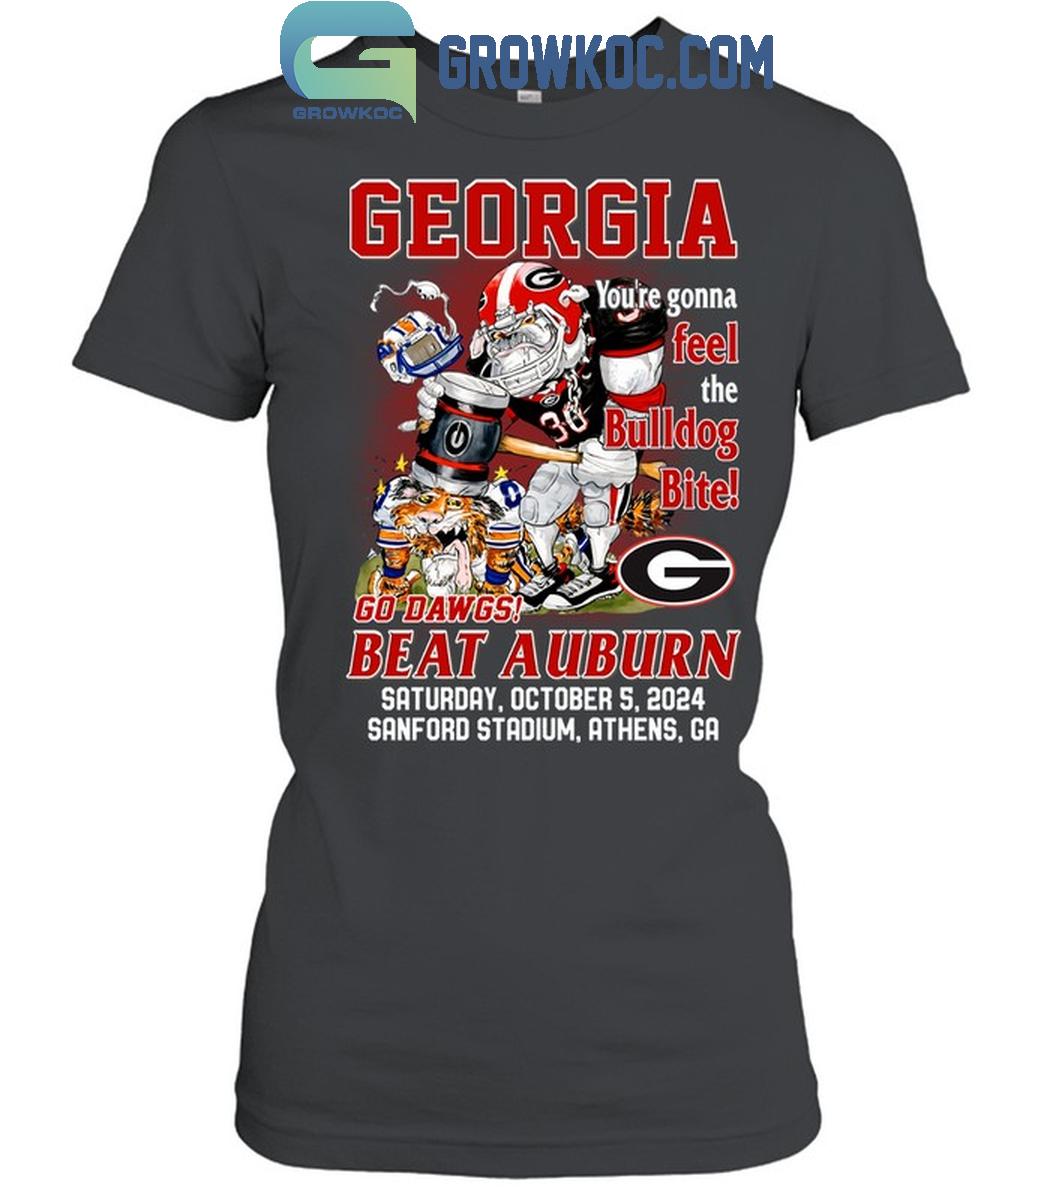 GROWKOC
GROWKOC.COM
GEORGIA
You're gonna
feel
the
Bulldog
Bite!
G
G
30
G
GO DAWGS!
BEAT AUBURN
SATURDAY, OCTOBER 5, 2024
SANFORD STADIUM, ATHENS, GA